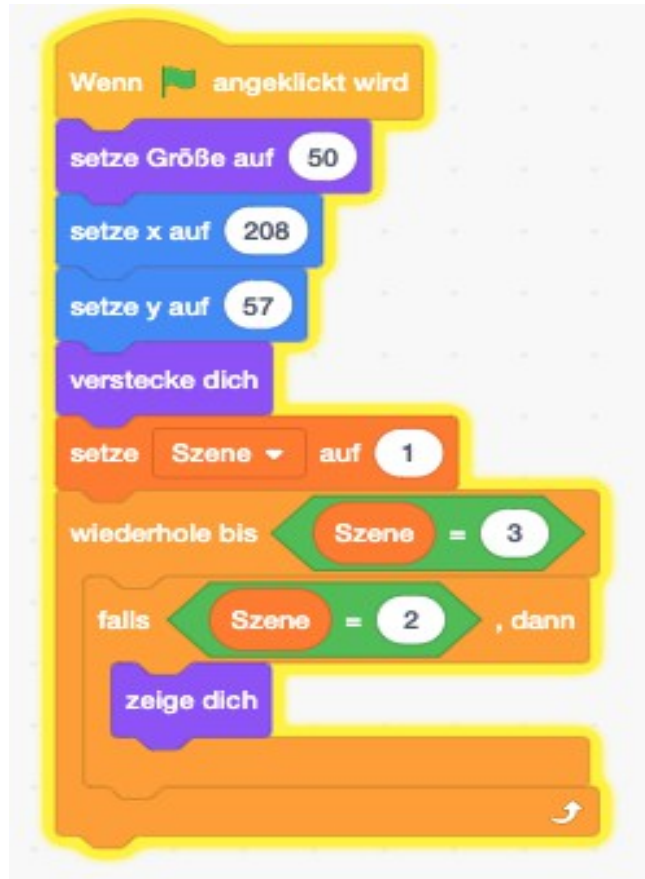 Wenn angeklickt wird
setze Größe auf 50
setze x auf 208
setze y auf 57
verstecke dich
setze Szene auf 1
wiederhole bis Szene = 3
falls Szene = 2 , dann
zeige dich